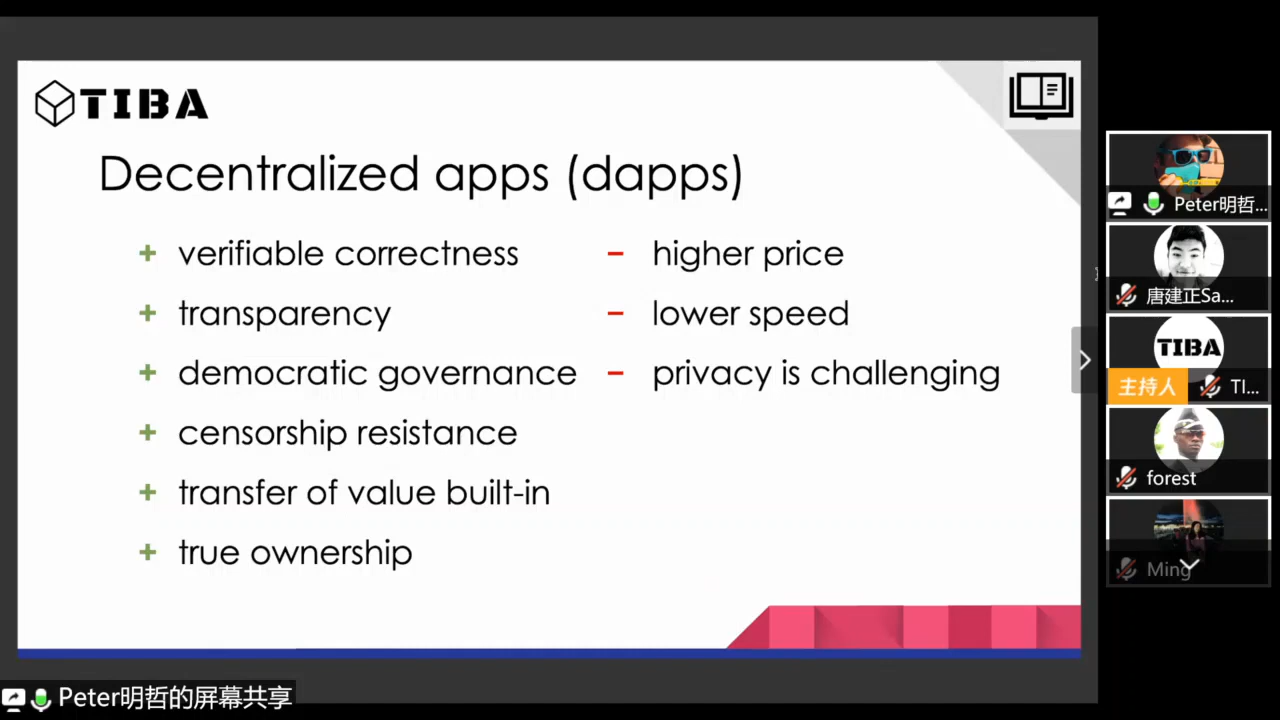 TIBA
Decentralized apps (dapps)
+ verifiable correctness
+ transparency
+ democratic governance
+ censorship resistance
+ transfer of value built-in
+ true ownership
− higher price
− lower speed
− privacy is challenging
Peter明哲...
唐建正Sa...
TIBA
主持人 TI...
forest
Ming
Peter明哲的屏幕共享